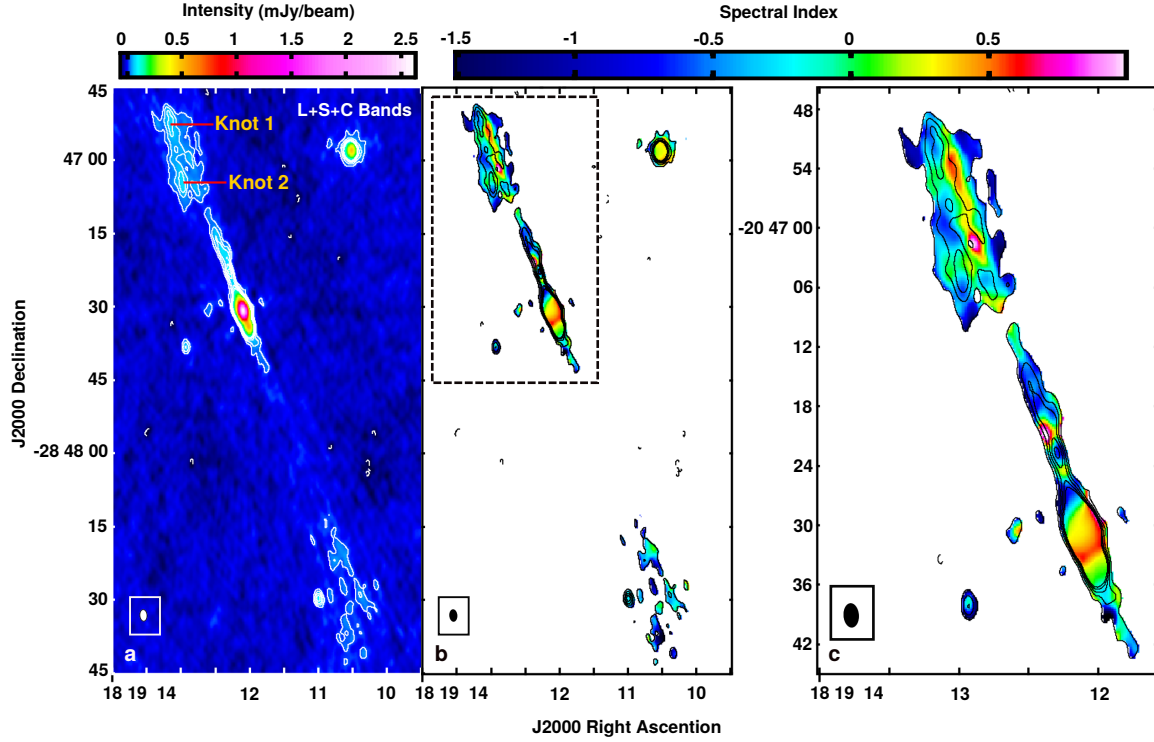 Intensity (mJy/beam)
0 0.5 1 1.5 2 2.5
Spectral Index
-1.5 -1 -0.5 0 0.5
L+S+C Bands
Knot 1
Knot 2
45
47 00
15
30
45
-28 48 00
15
30
45
J2000 Declination
a
18 19 14 12 11 10
b
18 19 14 12 11 10
48
54
-20 47 00
06
12
18
24
30
36
42
c
18 19 14 13 12
J2000 Right Ascention